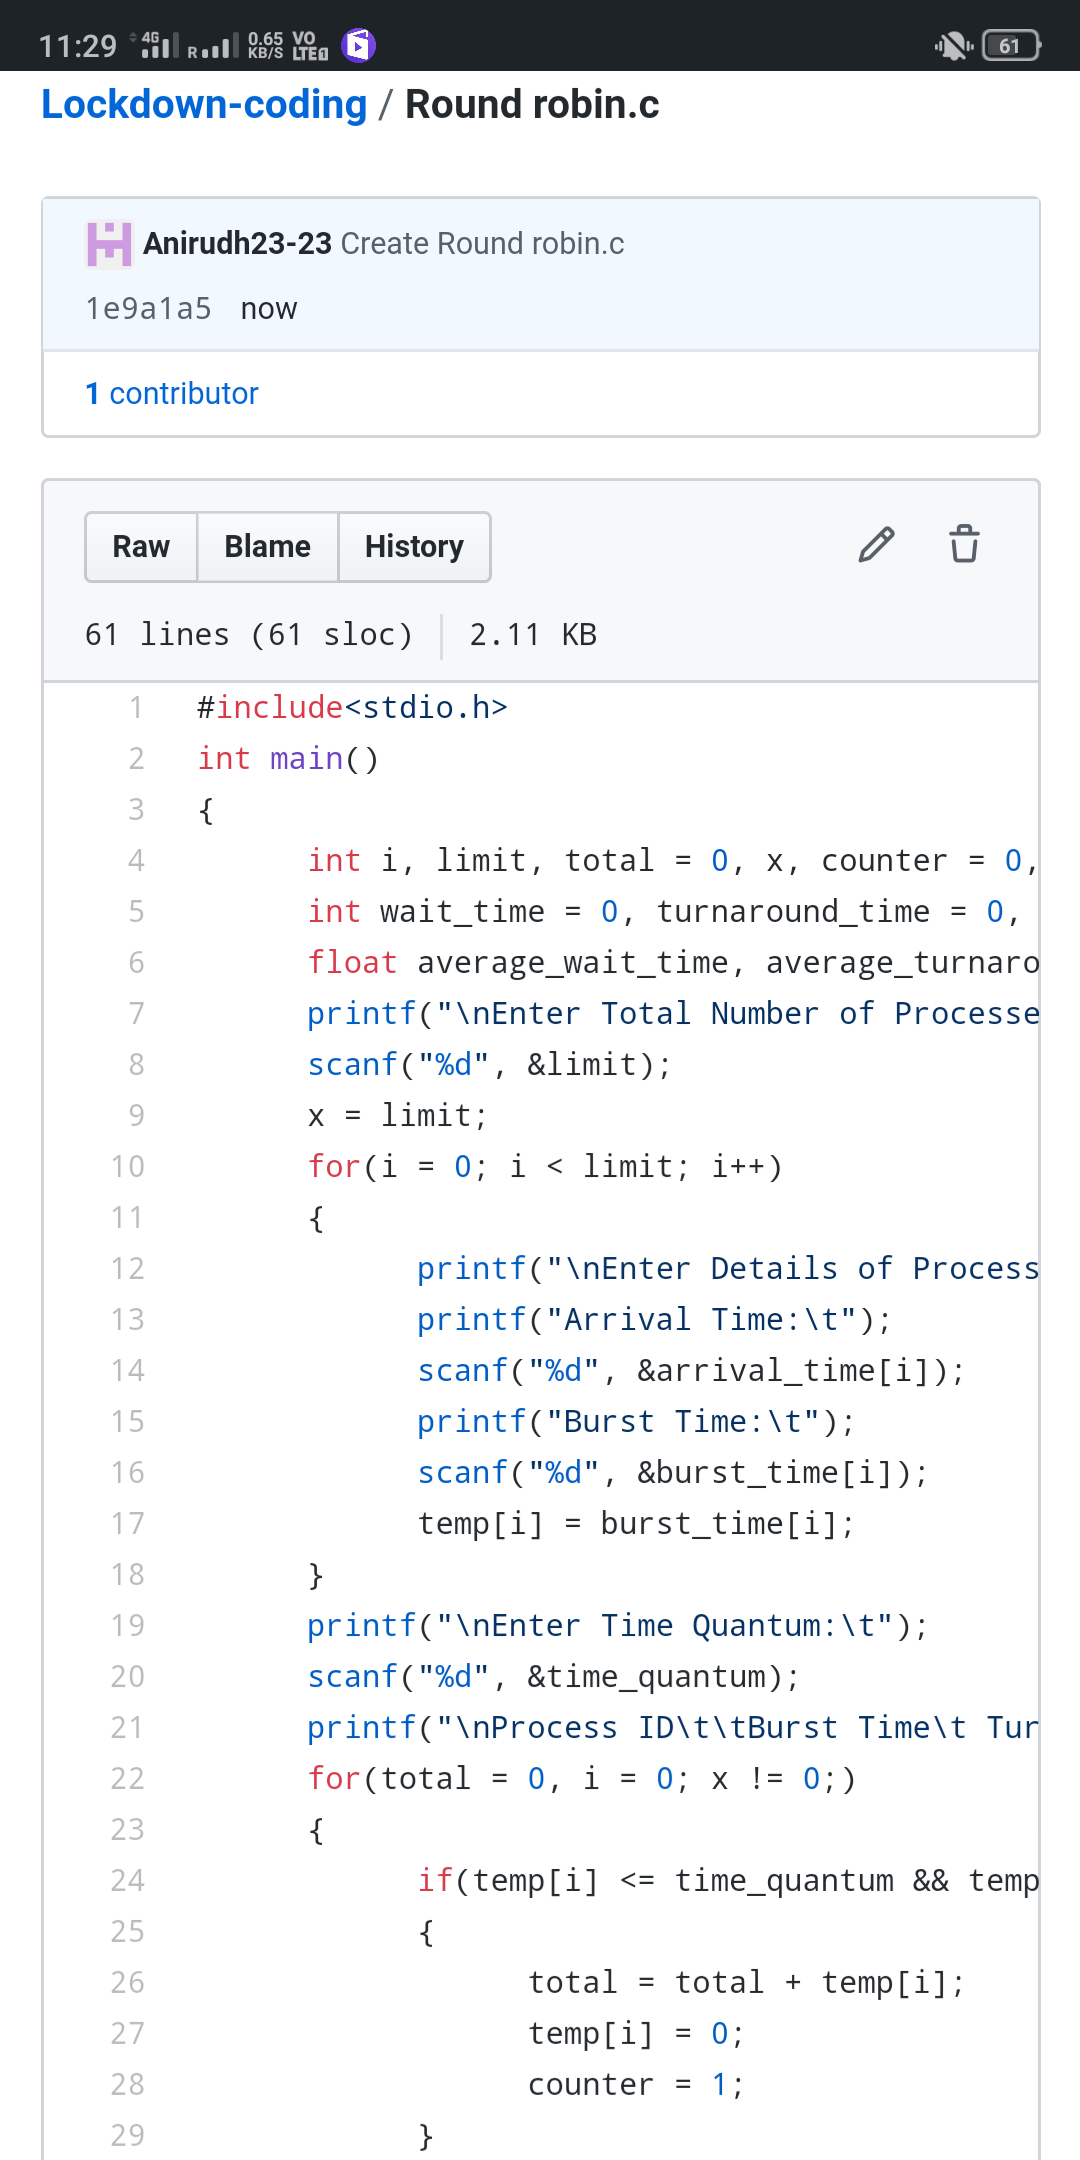 11:29 4G R 0.65 KB/S VO LTE1 61
Lockdown-coding / Round robin.c
Anirudh23-23 Create Round robin.c
1e9a1a5 now
1 contributor
Raw Blame History
61 lines (61 sloc) 2.11 KB
1 #include<stdio.h>
2 int main()
3 {
4 int i, limit, total = 0, x, counter = 0,
5 int wait_time = 0, turnaround_time = 0,
6 float average_wait_time, average_turnaro
7 printf("\nEnter Total Number of Processe
8 scanf("%d", &limit);
9 x = limit;
10 for(i = 0; i < limit; i++)
11 {
12 printf("\nEnter Details of Process
13 printf("Arrival Time:\t");
14 scanf("%d", &arrival_time[i]);
15 printf("Burst Time:\t");
16 scanf("%d", &burst_time[i]);
17 temp[i] = burst_time[i];
18 }
19 printf("\nEnter Time Quantum:\t");
20 scanf("%d", &time_quantum);
21 printf("\nProcess ID\t\tBurst Time\t Tur
22 for(total = 0, i = 0; x != 0;)
23 {
24 if(temp[i] <= time_quantum && temp
25 {
26 total = total + temp[i];
27 temp[i] = 0;
28 counter = 1;
29 }